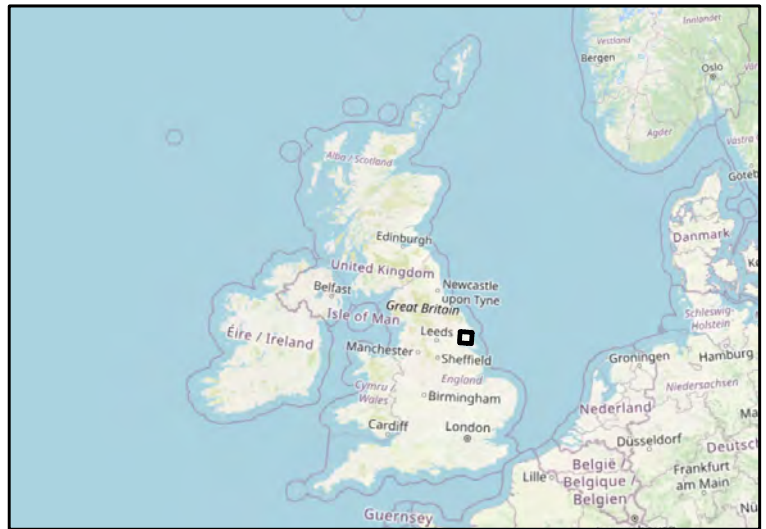 Innlandet
Vestland
Bergen
Oslo
Agder
Göteb
Alba / Scotland
Danmark
Edinburgh
United Kingdom
Newcastle
upon Tyne
Belfast
Great Britain
Isle of Man
Schleswig-
Holstein
Éire / Ireland
Leeds
Manchester
Sheffield
Groningen
Hamburg
England
Cymru /
Wales
Niedersachsen
Birmingham
Nederland
Cardiff
London
Düsseldorf
Deutsc
België /
Belgique /
Belgien
Lille
Frankfurt
am Main
Guernsey